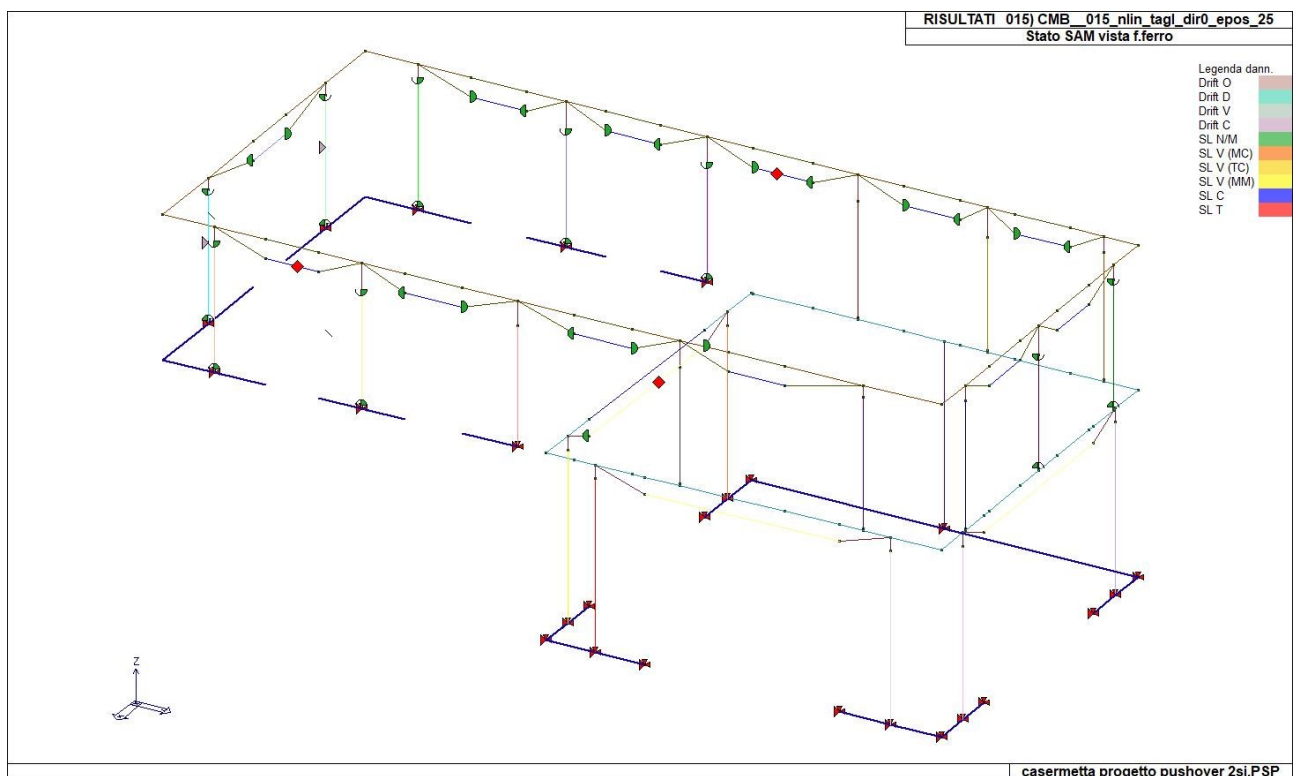 RISULTATI 015) CMB__015_nlin_tagl_dir0_epos_25
Stato SAM vista f.ferro
Legenda dann.
Drift O
Drift D
Drift V
Drift C
SL N/M
SL V (MC)
SL V (TC)
SL V (MM)
SL C
SL T
Z
casermetta progetto pushover 2si.PSP